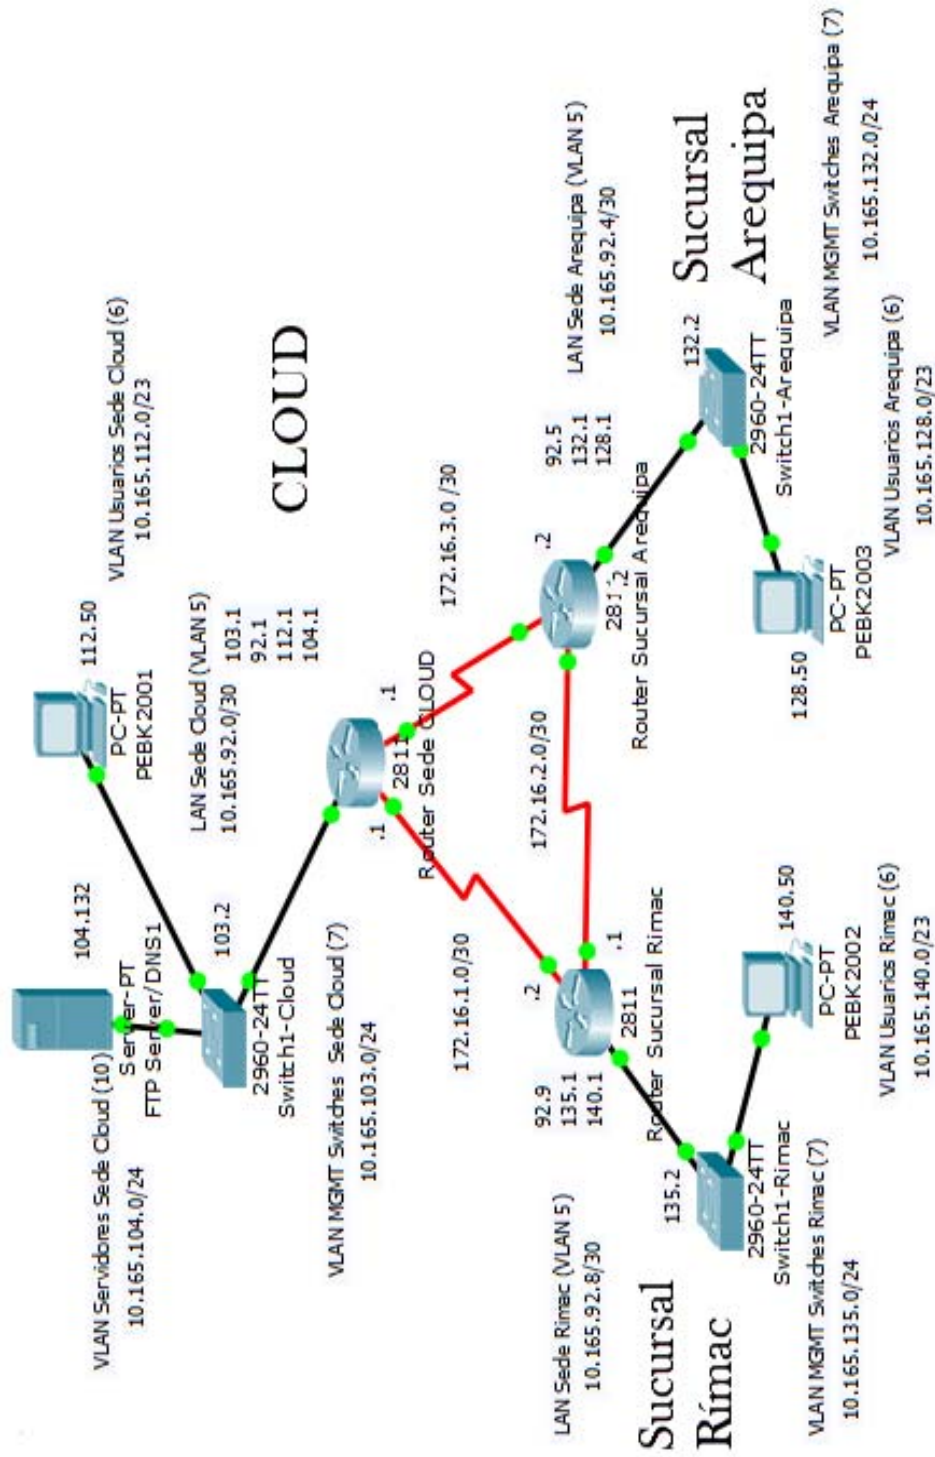 VLAN Servidores Sede Cloud (10)
10.165.104.0/24
104.132
Server-PT
FTP Server/DNS1
112.50
PC-PT
PEBK2001
VLAN Usuarios Sede Cloud (6)
10.165.112.0/23
LAN Sede Cloud (VLAN 5)
10.165.92.0/30
103.1
92.1
112.1
104.1
103.2
2960-24TT
Switch1-Cloud
CLOUD
VLAN MGMT Switches Sede Cloud (7)
10.165.103.0/24
.1
.1
2811
Router Sede CLOUD
172.16.1.0/30
172.16.3.0 /30
172.16.2.0/30
LAN Sede Rimac (VLAN 5)
10.165.92.8/30
92.9
135.1
140.1
.2
.1
2811
Router Sucursal Rimac
.2
.2
2811
Router Sucursal Arequipa
92.5
132.1
128.1
LAN Sede Arequipa (VLAN 5)
10.165.92.4/30
Sucursal
Rímac
135.2
2960-24TT
Switch1-Rimac
VLAN MGMT Switches Rimac (7)
10.165.135.0/24
140.50
PC-PT
PEBK2002
VLAN Usuarios Rimac (6)
10.165.140.0/23
128.50
PC-PT
PEBK2003
VLAN Usuarios Arequipa (6)
10.165.128.0/23
132.2
2960-24TT
Switch1-Arequipa
Sucursal
Arequipa
VLAN MGMT Switches Arequipa (7)
10.165.132.0/24